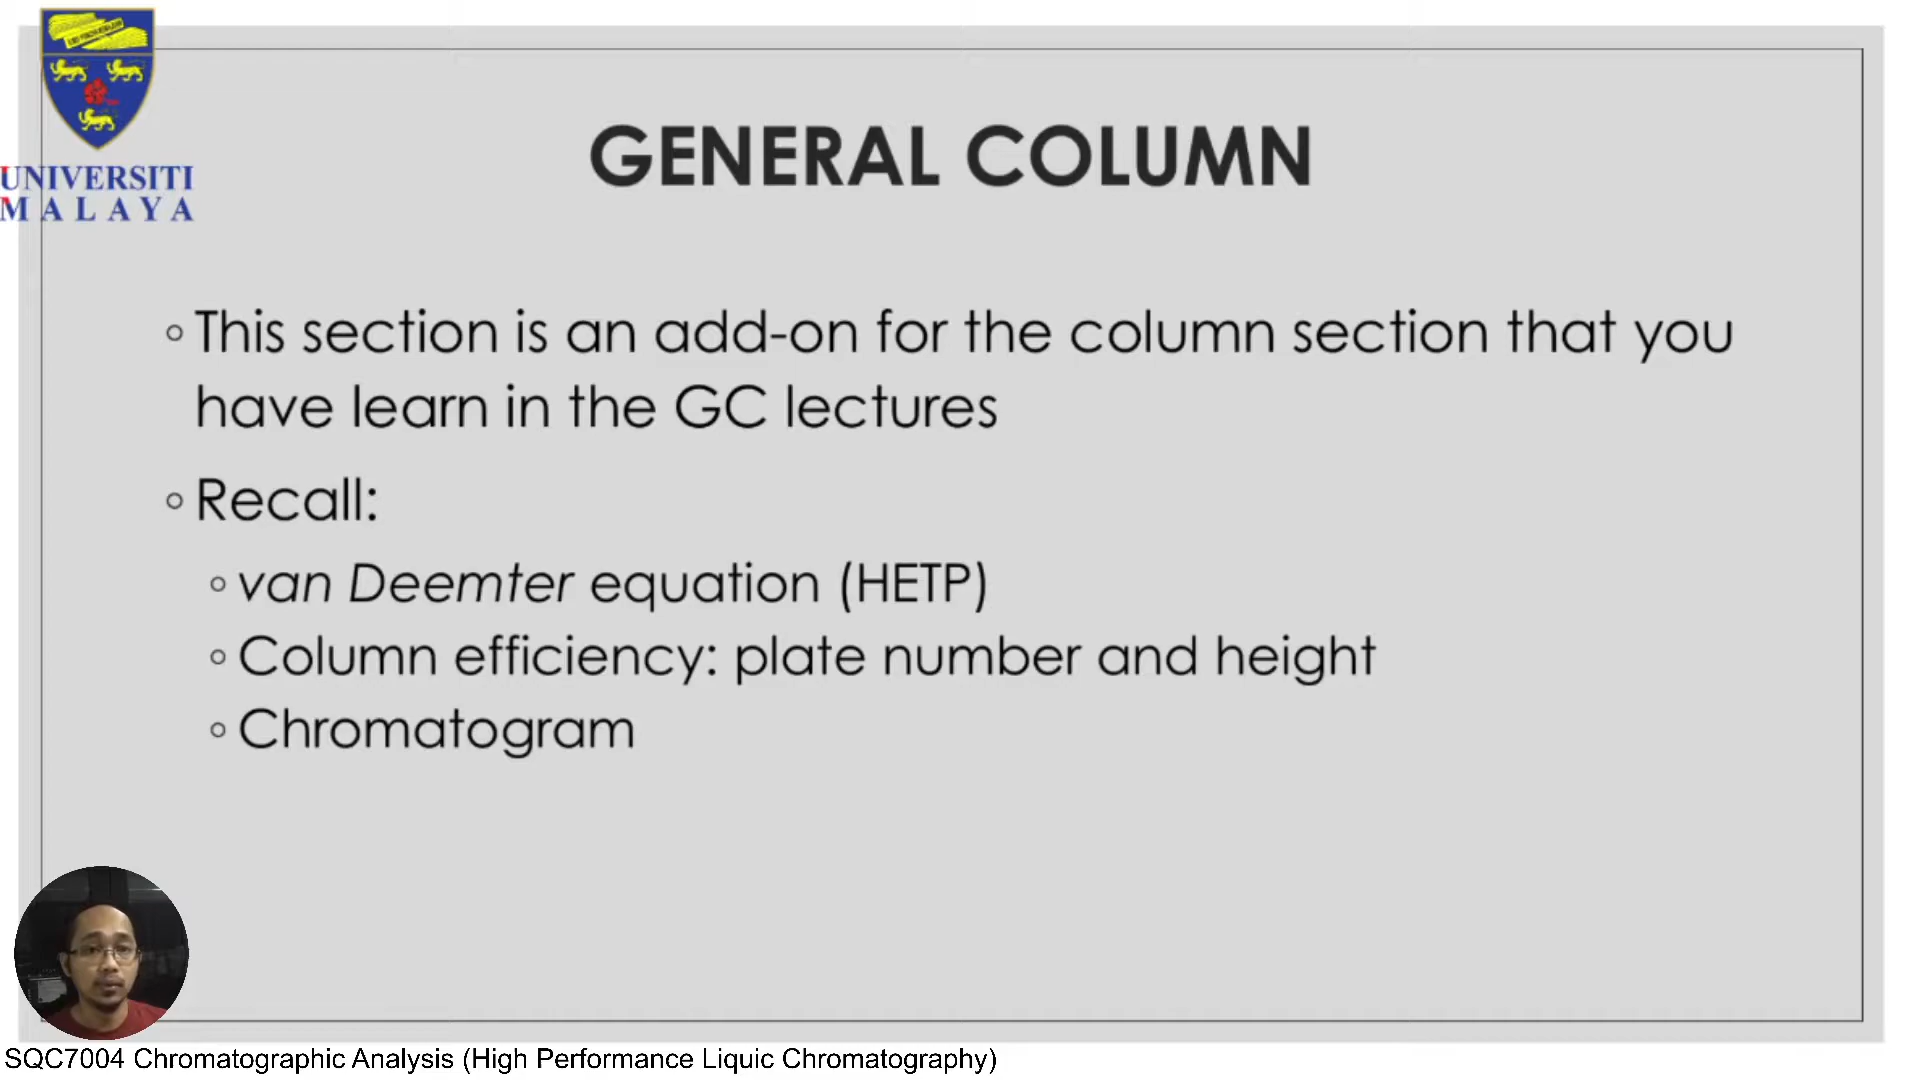 UNIVERSITI
MALAYA
GENERAL COLUMN
◦ This section is an add-on for the column section that you
have learn in the GC lectures
◦ Recall:
◦ van Deemter equation (HETP)
◦ Column efficiency: plate number and height
◦ Chromatogram
SQC7004 Chromatographic Analysis (High Performance Liquic Chromatography)